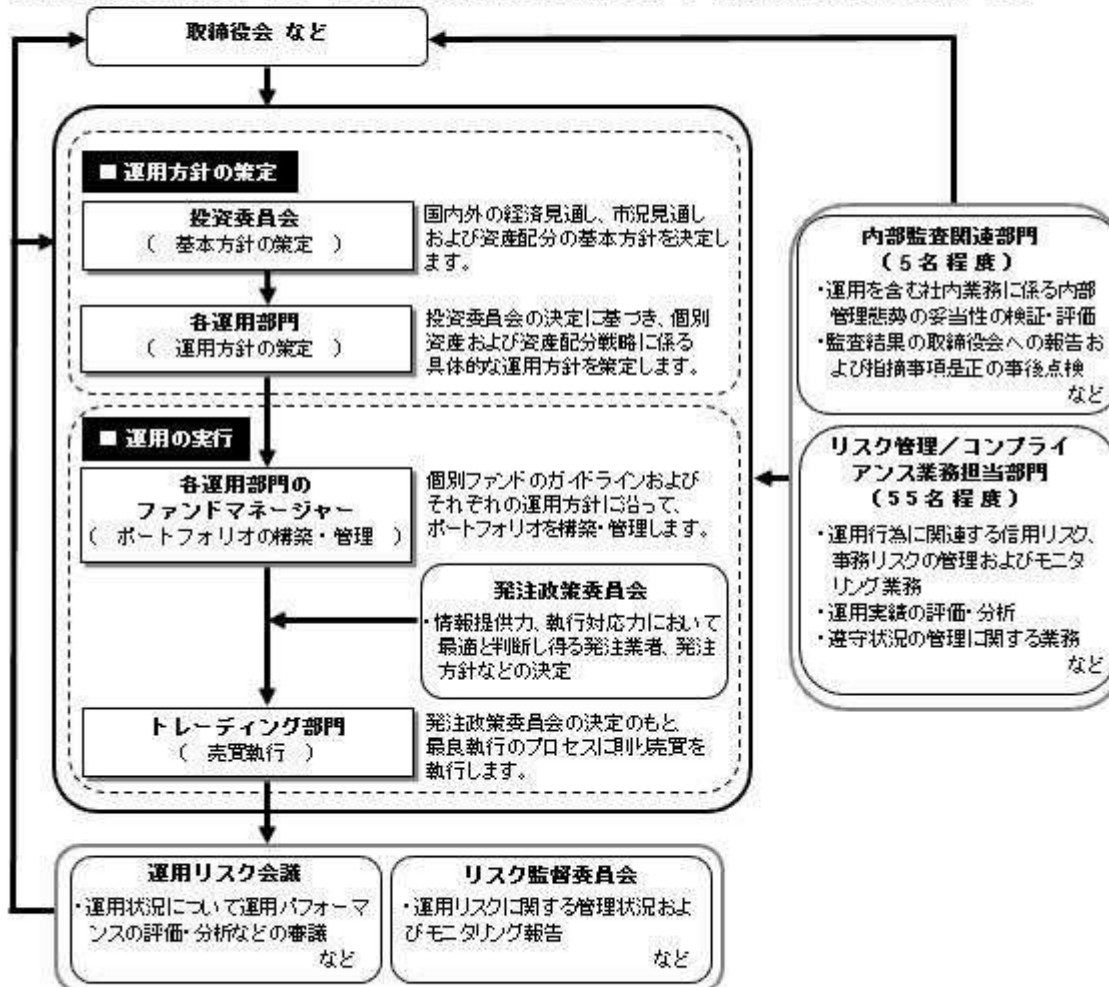 取締役会 など
■ 運用方針の策定
投資委員会
( 基本方針の策定 )
国内外の経済見通し、市況見通し
および資産配分の基本方針を決定し
ます。
各運用部門
( 運用方針の策定 )
投資委員会の決定に基づき、個別
資産および資産配分戦略に係る
具体的な運用方針を策定します。
■ 運用の実行
各運用部門の
ファンドマネージャー
( ポートフォリオの構築・管理 )
個別ファンドのガイドラインおよび
それぞれの運用方針に沿って、
ポートフォリオを構築・管理します。
発注政策委員会
・情報提供力、執行対応力において
最適と判断し得る発注業者、発注
方針などの決定
トレーディング部門
( 売買執行 )
発注政策委員会の決定のもと、
最良執行のプロセスに則り売買を
執行します。
内部監査関連部門
(5名程度)
・運用を含む社内業務に係る内部
管理態勢の妥当性の検証・評価
・監査結果の取締役会への報告お
よび指摘事項是正の事後点検
など
リスク管理/コンプライ
アンス業務担当部門
(55名程度)
・運用行為に関連する信用リスク、
事務リスクの管理およびモニタ
リング業務
・運用実績の評価・分析
・遵守状況の管理に関する業務
など
運用リスク会議
・運用状況について運用パフォーマ
ンスの評価・分析などの審議
など
リスク監督委員会
・運用リスクに関する管理状況およ
びモニタリング報告
など